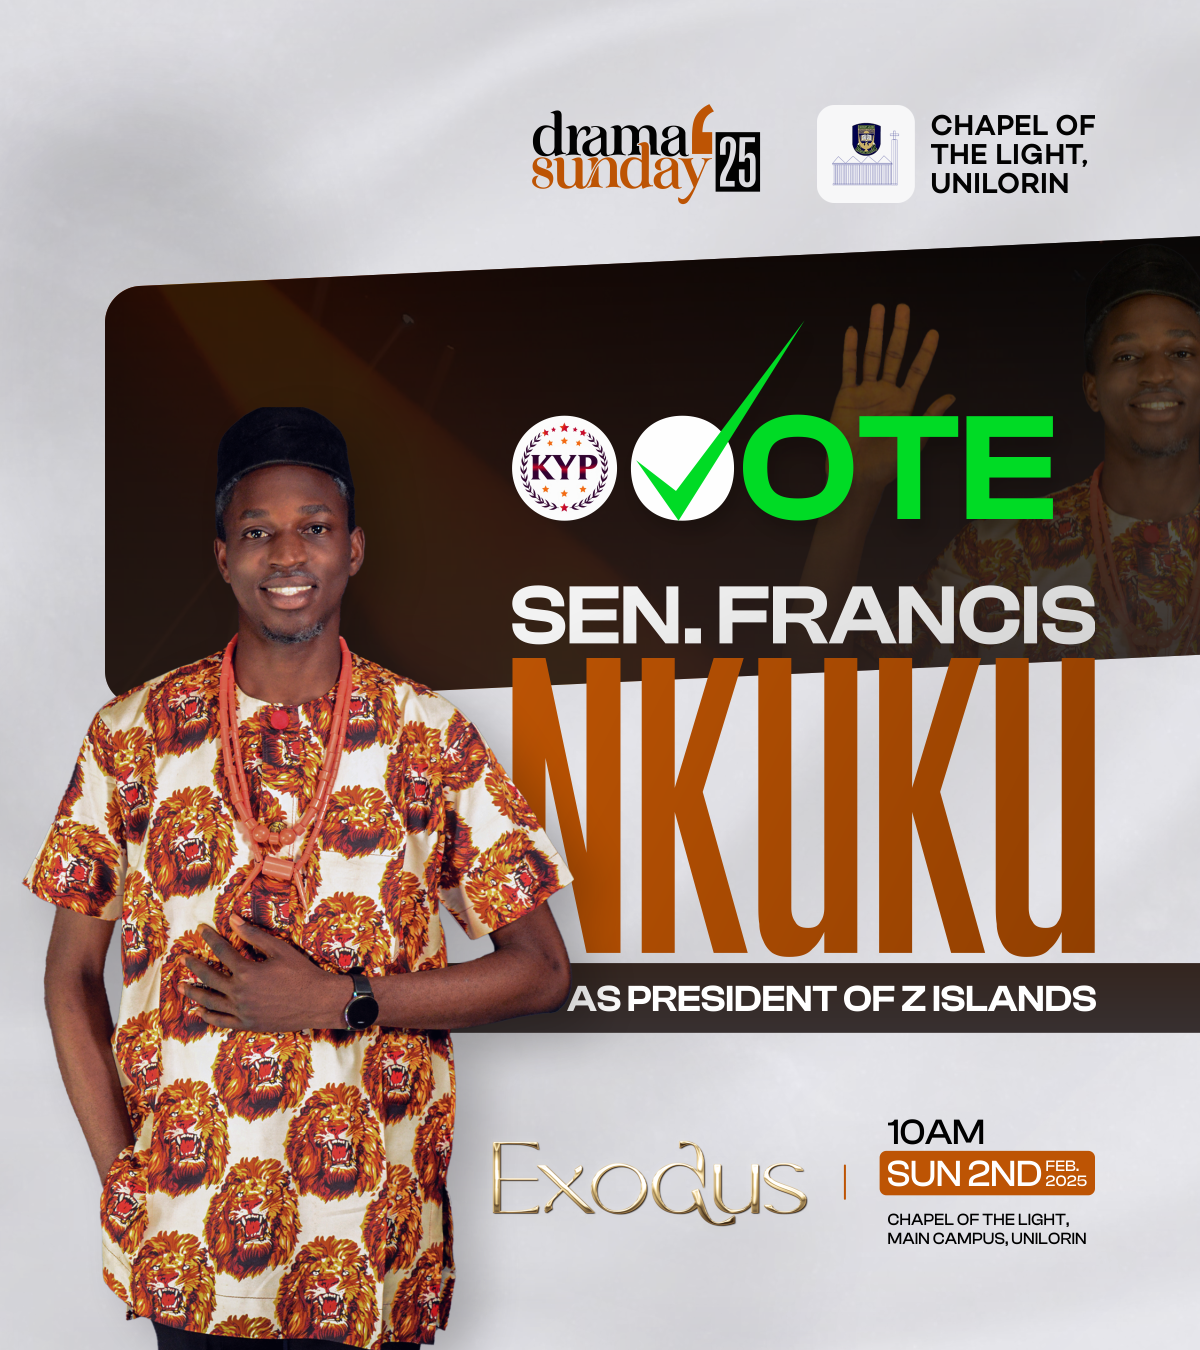 drama
sunday 25
CHAPEL OF
THE LIGHT,
UNILORIN
KYP
VOTE
SEN. FRANCIS
NKUKU
AS PRESIDENT OF Z ISLANDS
Exodus
10AM
SUN 2ND FEB. 2025
CHAPEL OF THE LIGHT,
MAIN CAMPUS, UNILORIN